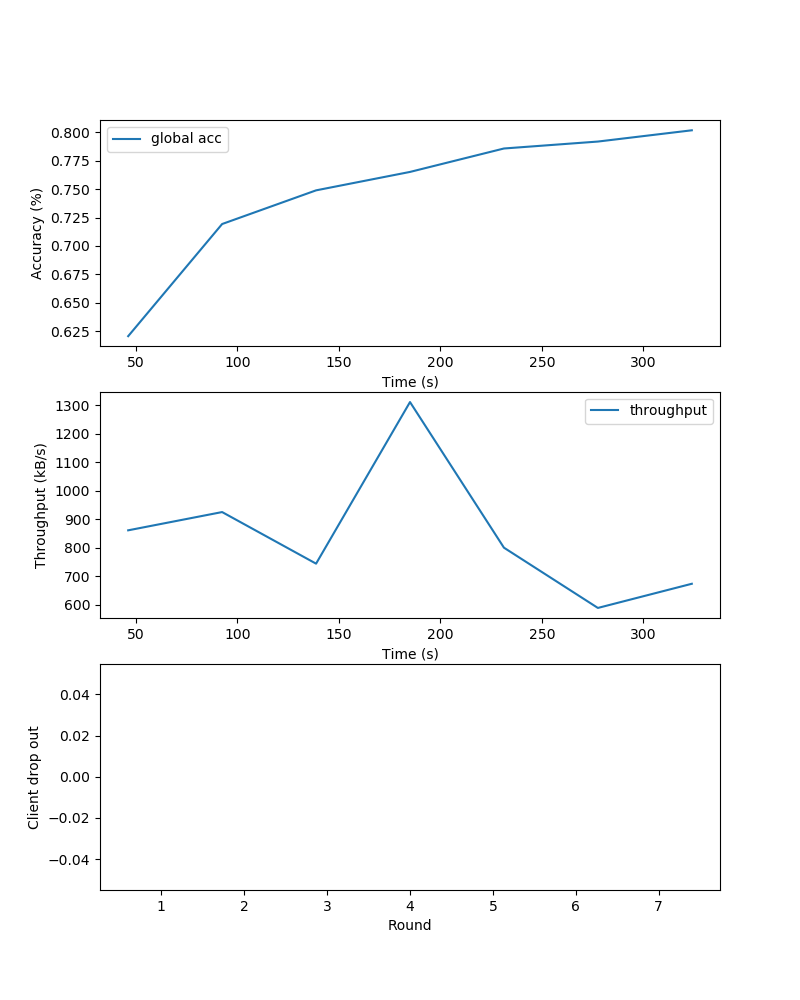 global acc
0.800
0.775
0.750
0.725
0.700
0.675
0.650
0.625
Accuracy (%)
50 100 150 200 250 300
Time (s)
throughput
1300
1200
1100
1000
900
800
700
600
Throughput (kB/s)
50 100 150 200 250 300
Time (s)
0.04
0.02
0.00
−0.02
−0.04
Client drop out
1 2 3 4 5 6 7
Round